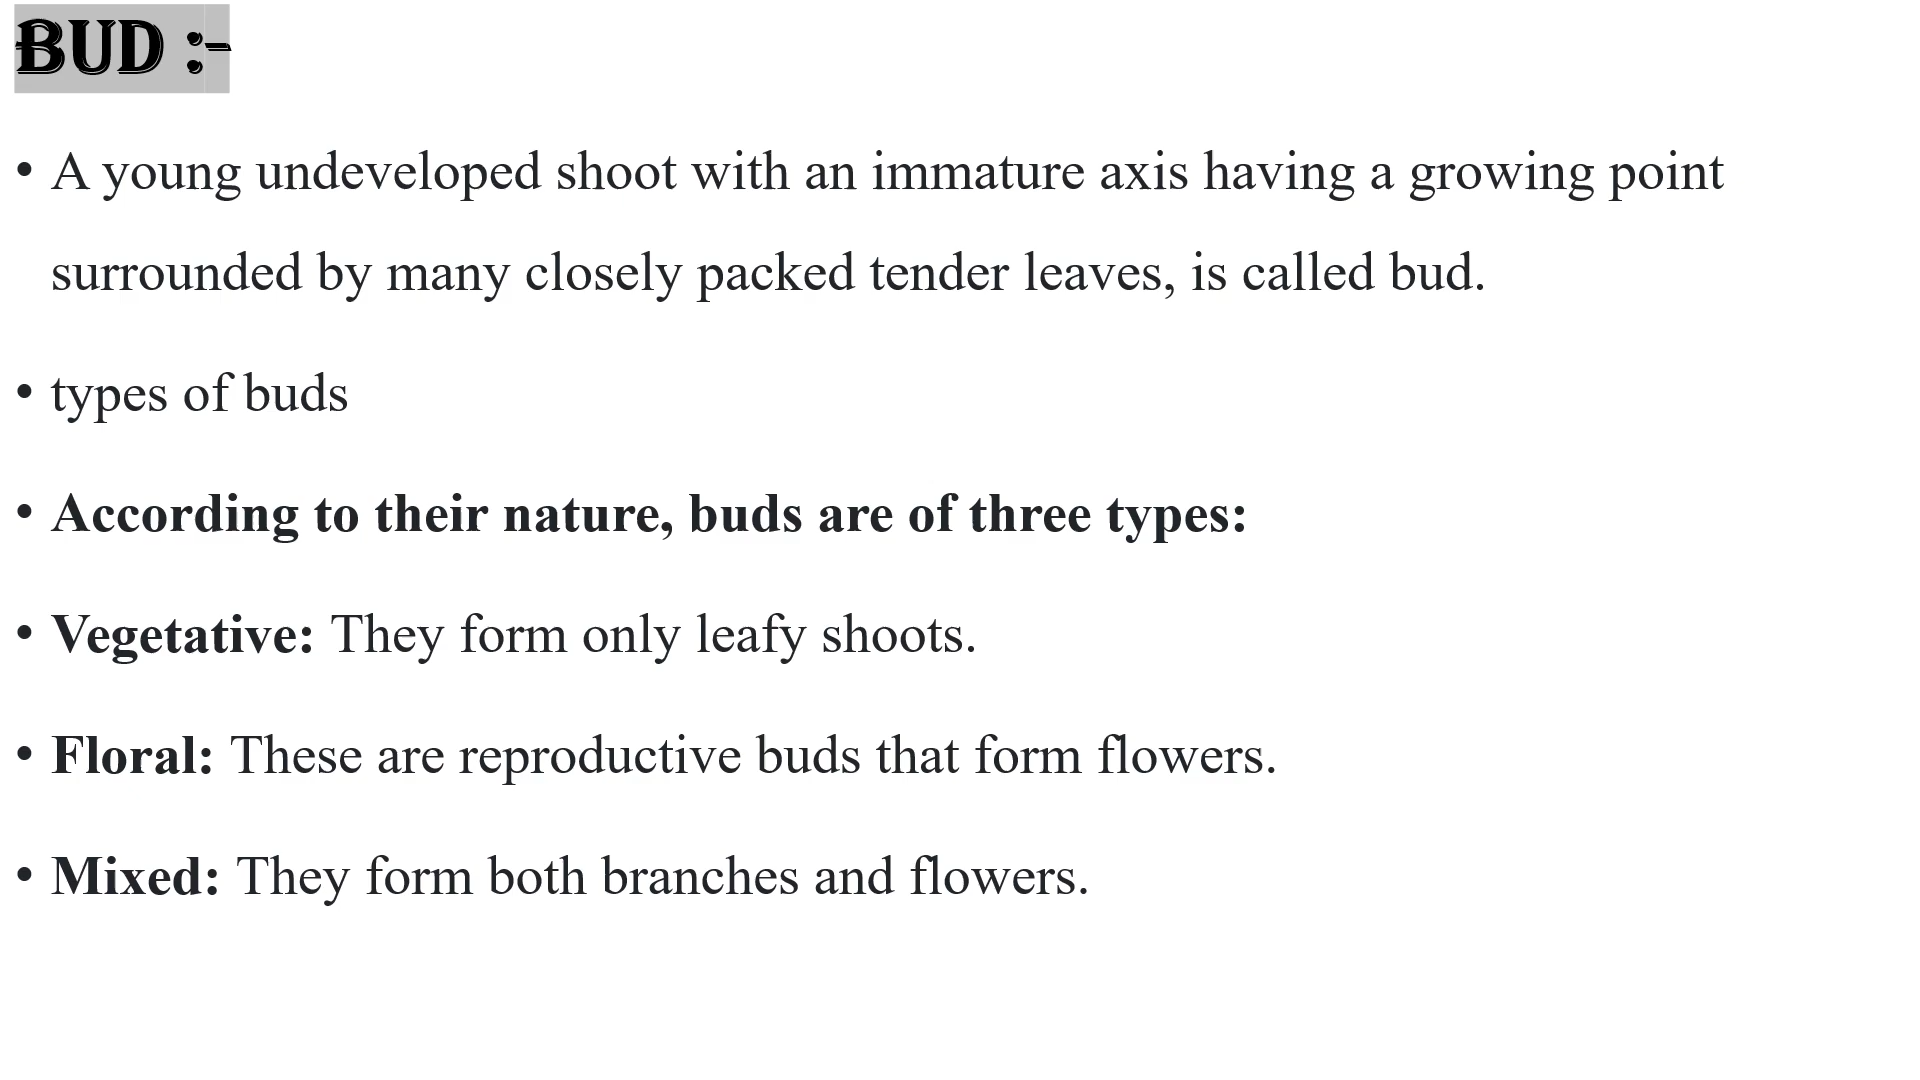 BUD :-
• A young undeveloped shoot with an immature axis having a growing point
surrounded by many closely packed tender leaves, is called bud.
• types of buds
• According to their nature, buds are of three types:
• Vegetative: They form only leafy shoots.
• Floral: These are reproductive buds that form flowers.
• Mixed: They form both branches and flowers.